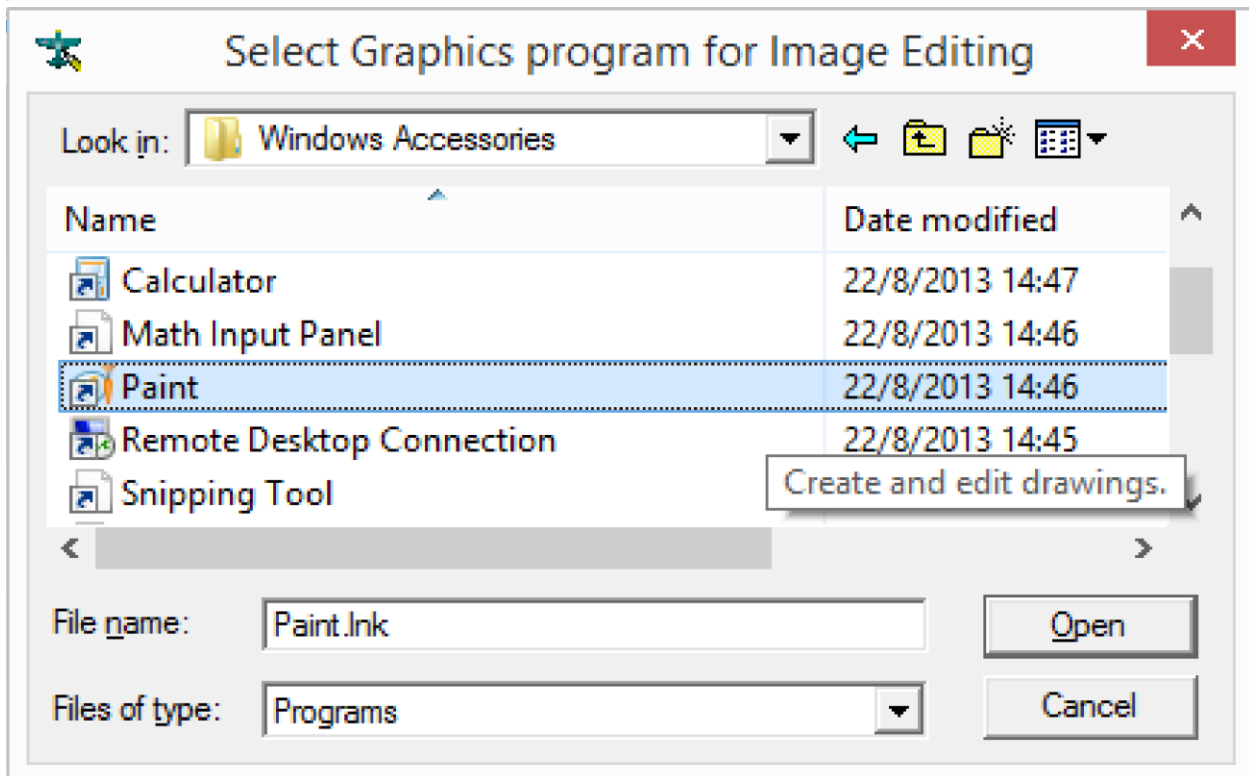 Select Graphics program for Image Editing
Look in: Windows Accessories
Name Date modified
Calculator 22/8/2013 14:47
Math Input Panel 22/8/2013 14:46
Paint 22/8/2013 14:46
Remote Desktop Connection 22/8/2013 14:45
Snipping Tool
Create and edit drawings.
File name: Paint.lnk Open
Files of type: Programs Cancel